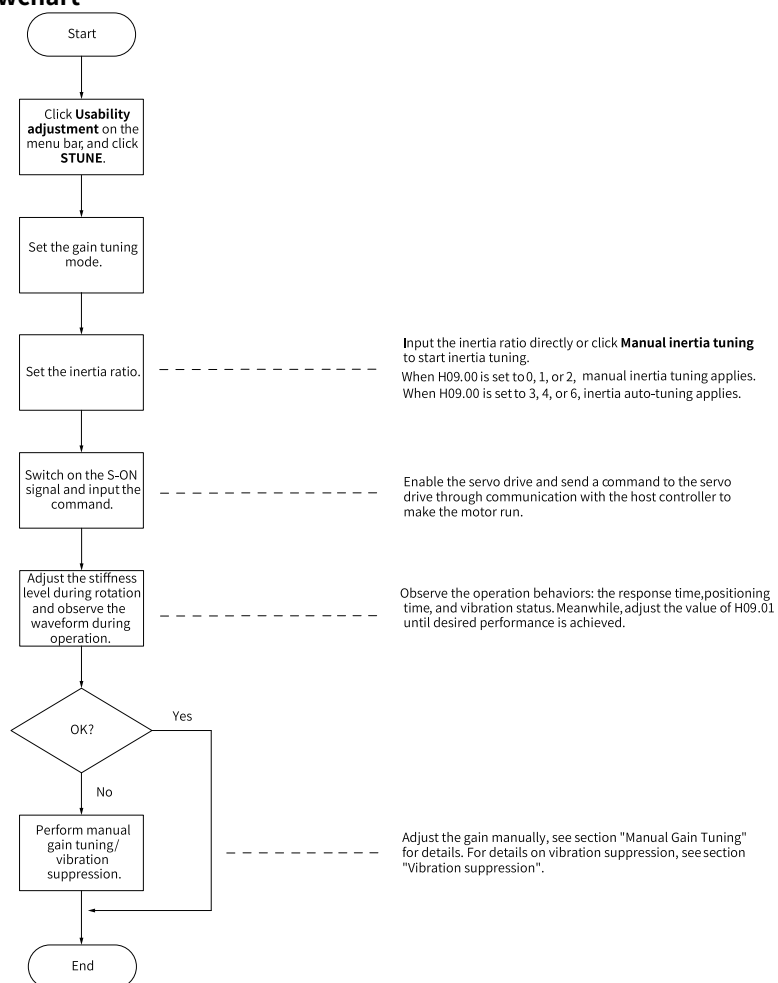 Start
Click Usability
adjustment on the
menu bar, and click
STUNE.
Set the gain tuning
mode.
Set the inertia ratio.
Input the inertia ratio directly or click Manual inertia tuning
to start inertia tuning.
When H09.00 is set to 0, 1, or 2, manual inertia tuning applies.
When H09.00 is set to 3, 4, or 6, inertia auto-tuning applies.
Switch on the S-ON
signal and input the
command.
Enable the servo drive and send a command to the servo
drive through communication with the host controller to
make the motor run.
Adjust the stiffness
level during rotation
and observe the
waveform during
operation.
Observe the operation behaviors: the response time, positioning
time, and vibration status. Meanwhile, adjust the value of H09.01
until desired performance is achieved.
OK?
Yes
No
Perform manual
gain tuning/
vibration
suppression.
Adjust the gain manually, see section "Manual Gain Tuning"
for details. For details on vibration suppression, see section
"Vibration suppression".
End